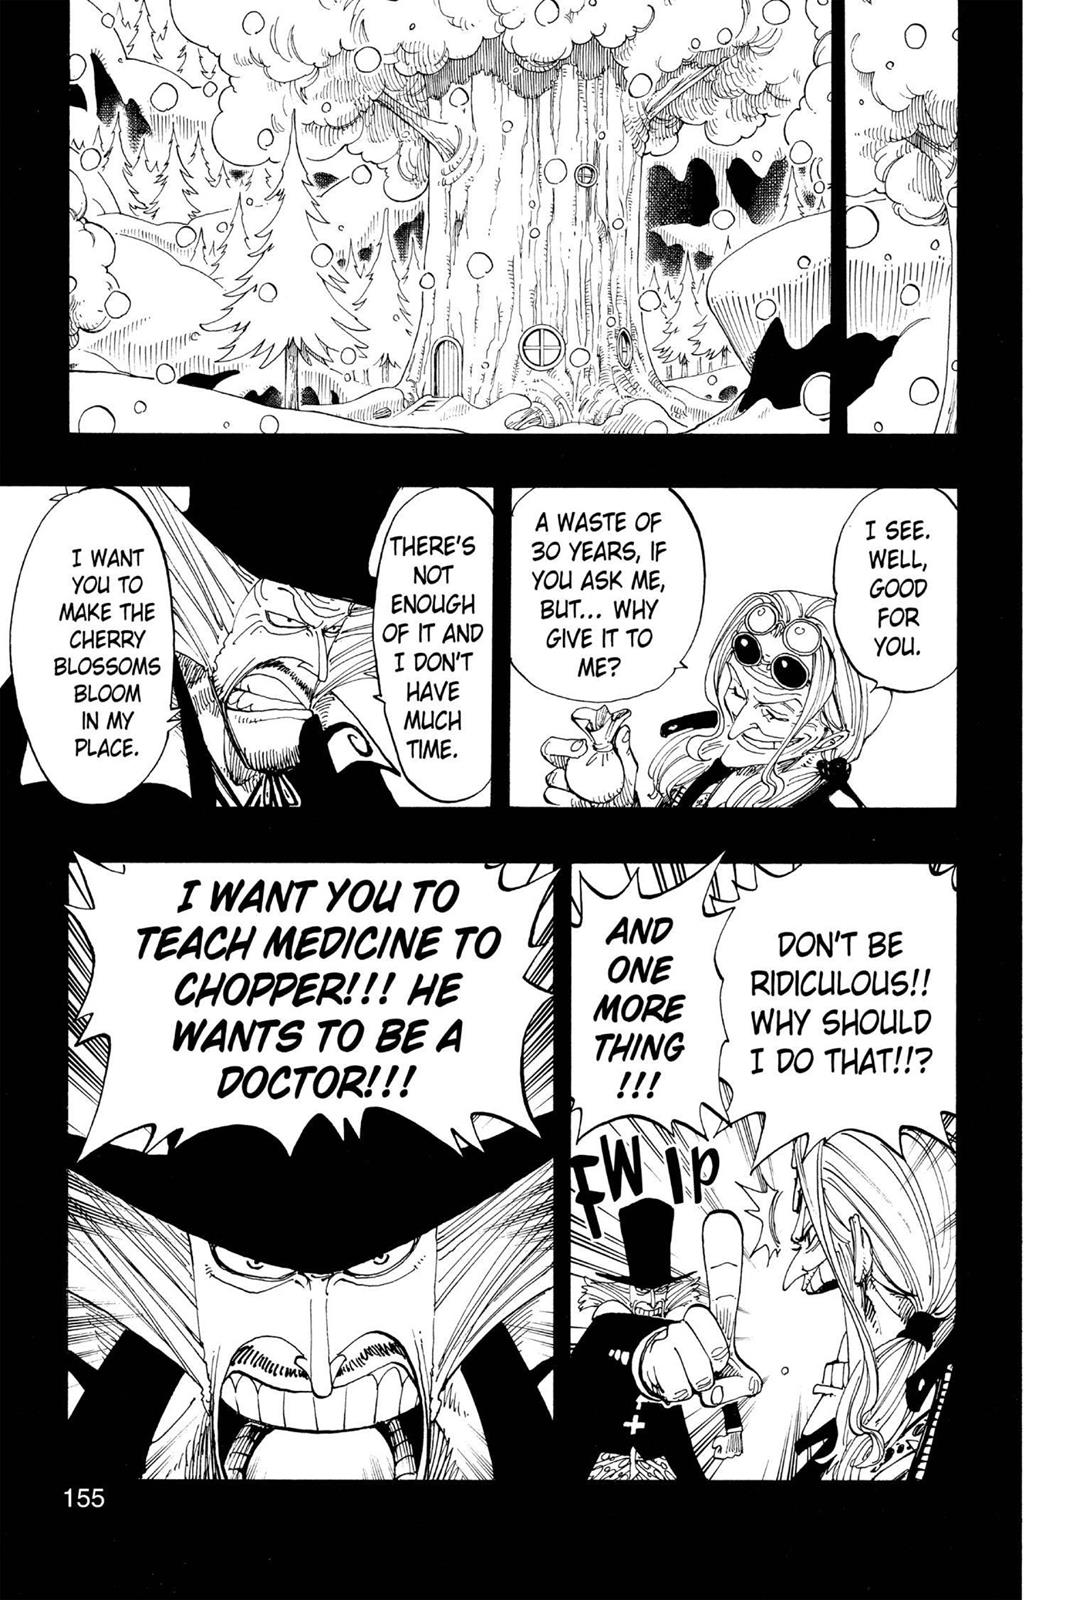 I SEE.
WELL,
GOOD
FOR
YOU.
A WASTE OF
30 YEARS, IF
YOU ASK ME,
BUT... WHY
GIVE IT TO
ME?
THERE'S
NOT
ENOUGH
OF IT AND
I DON'T
HAVE
MUCH
TIME.
I WANT
YOU TO
MAKE THE
CHERRY
BLOSSOMS
BLOOM
IN MY
PLACE.
DON'T BE
RIDICULOUS!!
WHY SHOULD
I DO THAT!!?
AND
ONE
MORE
THING
!!!
FWIP
I WANT YOU TO
TEACH MEDICINE TO
CHOPPER!!! HE
WANTS TO BE A
DOCTOR!!!
155